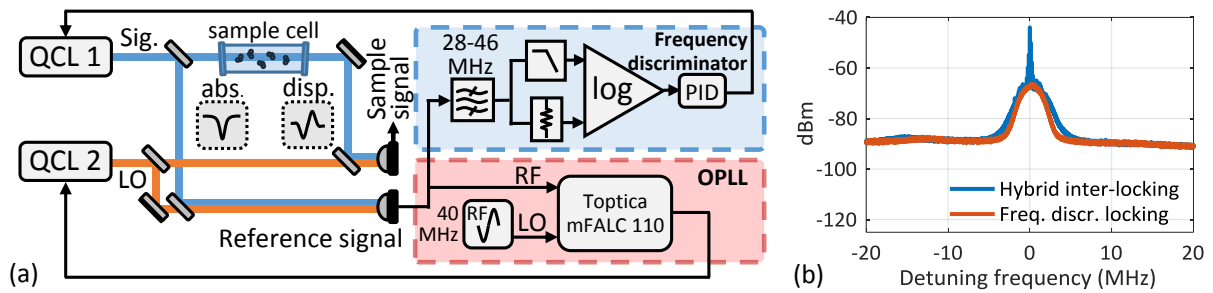 QCL 1
Sig.
sample cell
abs.
disp.
Sample
signal
28-46
MHz
Frequency
discriminator
log
PID
QCL 2
LO
Reference signal
OPLL
RF
40
MHz
RF
LO
Toptica
mFALC 110
(a)
-40
-60
-80
-100
-120
dBm
Hybrid inter-locking
Freq. discr. locking
-20
-10
0
10
20
Detuning frequency (MHz)
(b)